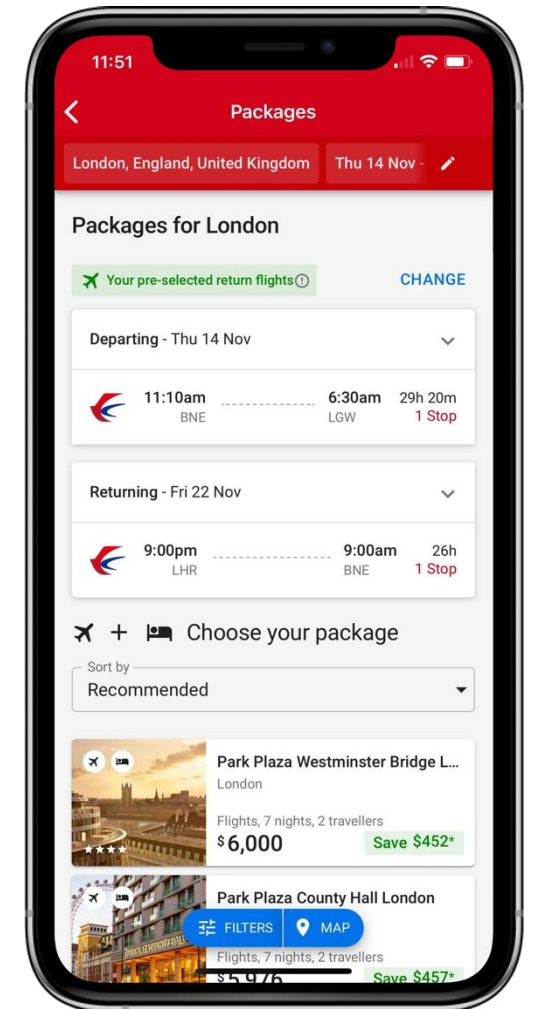 11:51
Packages
London, England, United Kingdom Thu 14 Nov -
Packages for London
Your pre-selected return flights CHANGE
Departing - Thu 14 Nov
11:10am 6:30am 29h 20m
BNE LGW 1 Stop
Returning - Fri 22 Nov
9:00pm 9:00am 26h
LHR BNE 1 Stop
+ Choose your package
Sort by
Recommended
Park Plaza Westminster Bridge L...
London
Flights, 7 nights, 2 travellers
$6,000 Save $452*
Park Plaza County Hall London
FILTERS MAP
Flights, 7 nights, 2 travellers
$5,976 Save $457*